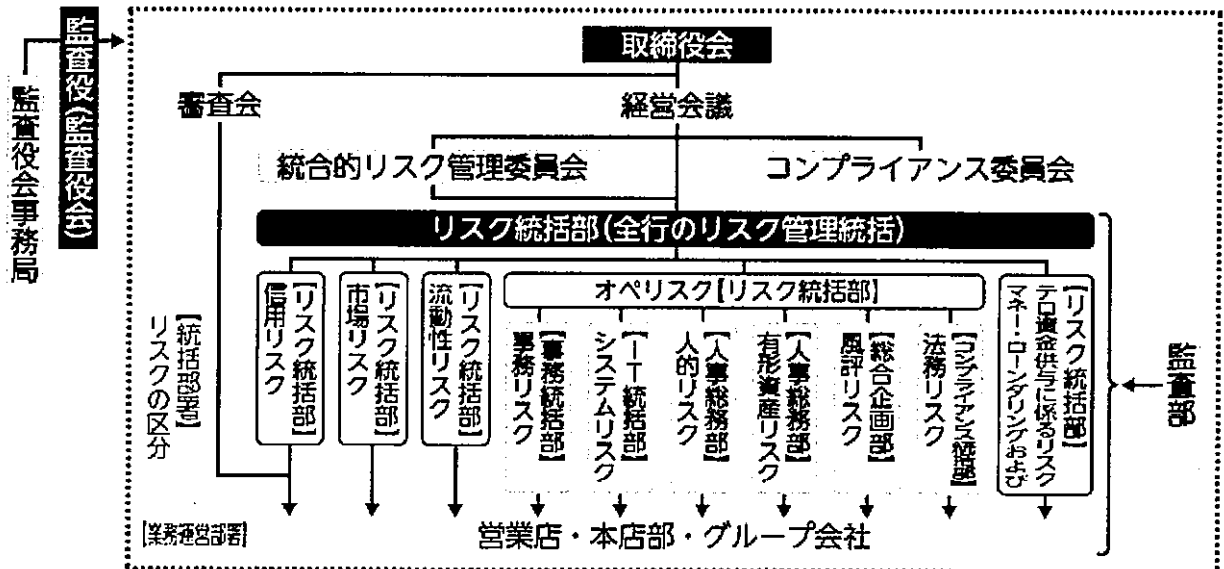 監査役会事務局
監査役(監査役会)
取締役会
審査会
経営会議
統合的リスク管理委員会
コンプライアンス委員会
リスク統括部(全行のリスク管理統括)
リスクの区分
【統括部署】
信用リスク
【リスク統括部】
市場リスク
【リスク統括部】
流動性リスク
【リスク統括部】
オペリスク【リスク統括部】
事務リスク
【事務統括部】
システムリスク
【IT統括部】
人的リスク
【人事総務部】
有形資産リスク
【人事総務部】
風評リスク
【総合企画部】
法務リスク
【コンプライアンス統括部】
マネー・ローンダリングおよび
テロ資金供与に係るリスク
【リスク統括部】
監査部
【業務運営部署】
営業店・本店部・グループ会社